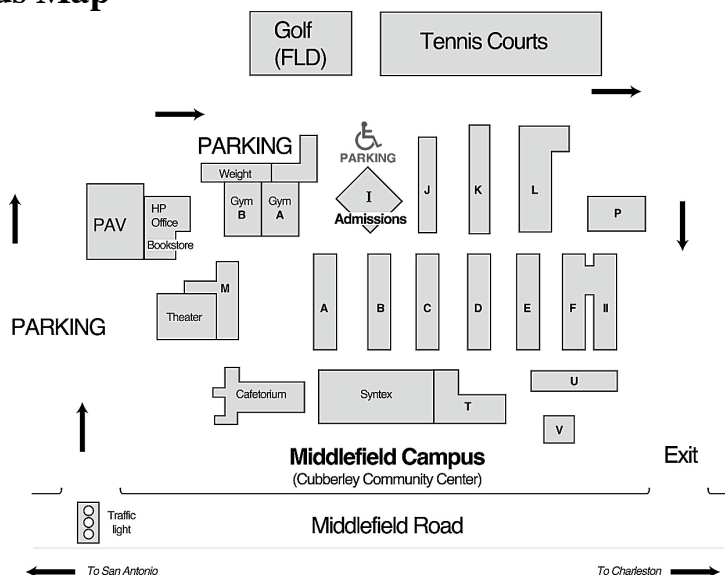 us Map
Golf
(FLD)
Tennis Courts
PARKING
PARKING
Weight
Gym
B
Gym
A
I
Admissions
J
K
L
P
PAV
HP
Office
Bookstore
M
Theater
A
B
C
D
E
F
II
PARKING
Cafetorium
Syntex
T
U
V
Middlefield Campus
(Cubberley Community Center)
Exit
Traffic
light
Middlefield Road
To San Antonio
To Charleston